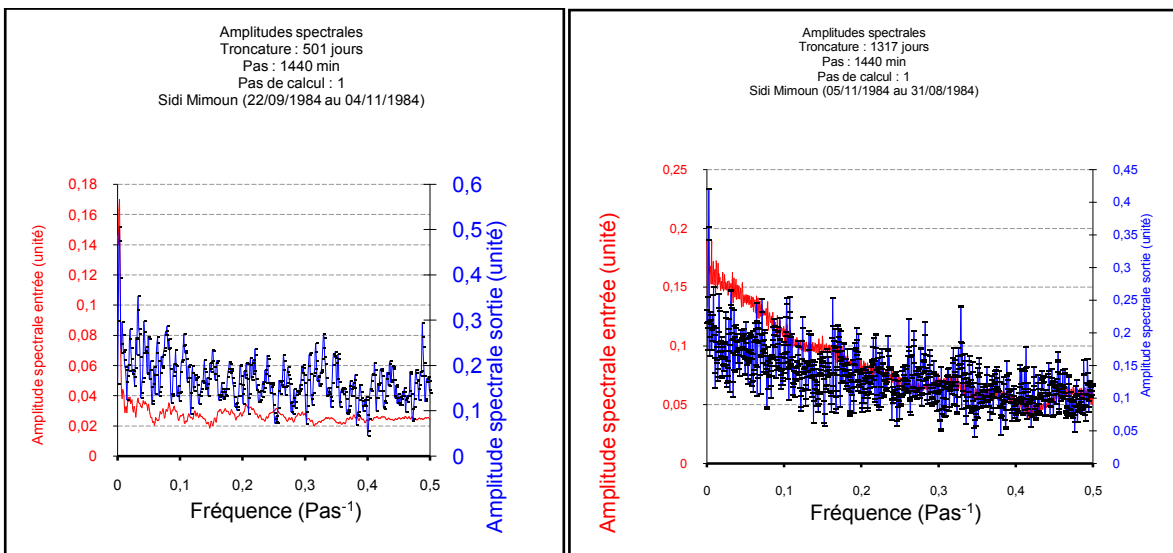 Amplitudes spectrales
Troncature : 501 jours
Pas : 1440 min
Pas de calcul : 1
Sidi Mimoun (22/09/1984 au 04/11/1984)
Amplitude spectrale entrée (unité)
0,18
0,16
0,14
0,12
0,1
0,08
0,06
0,04
0,02
0
0,6
0,5
0,4
0,3
0,2
0,1
0
Amplitude spectrale sortie (unité)
0 0,1 0,2 0,3 0,4 0,5
Fréquence (Pas-1)
Amplitudes spectrales
Troncature : 1317 jours
Pas : 1440 min
Pas de calcul : 1
Sidi Mimoun (05/11/1984 au 31/08/1984)
Amplitude spectrale entrée (unité)
0,25
0,2
0,15
0,1
0,05
0
0,45
0,4
0,35
0,3
0,25
0,2
0,15
0,1
0,05
0
Amplitude spectrale sortie (unité)
0 0,1 0,2 0,3 0,4 0,5
Fréquence (Pas-1)